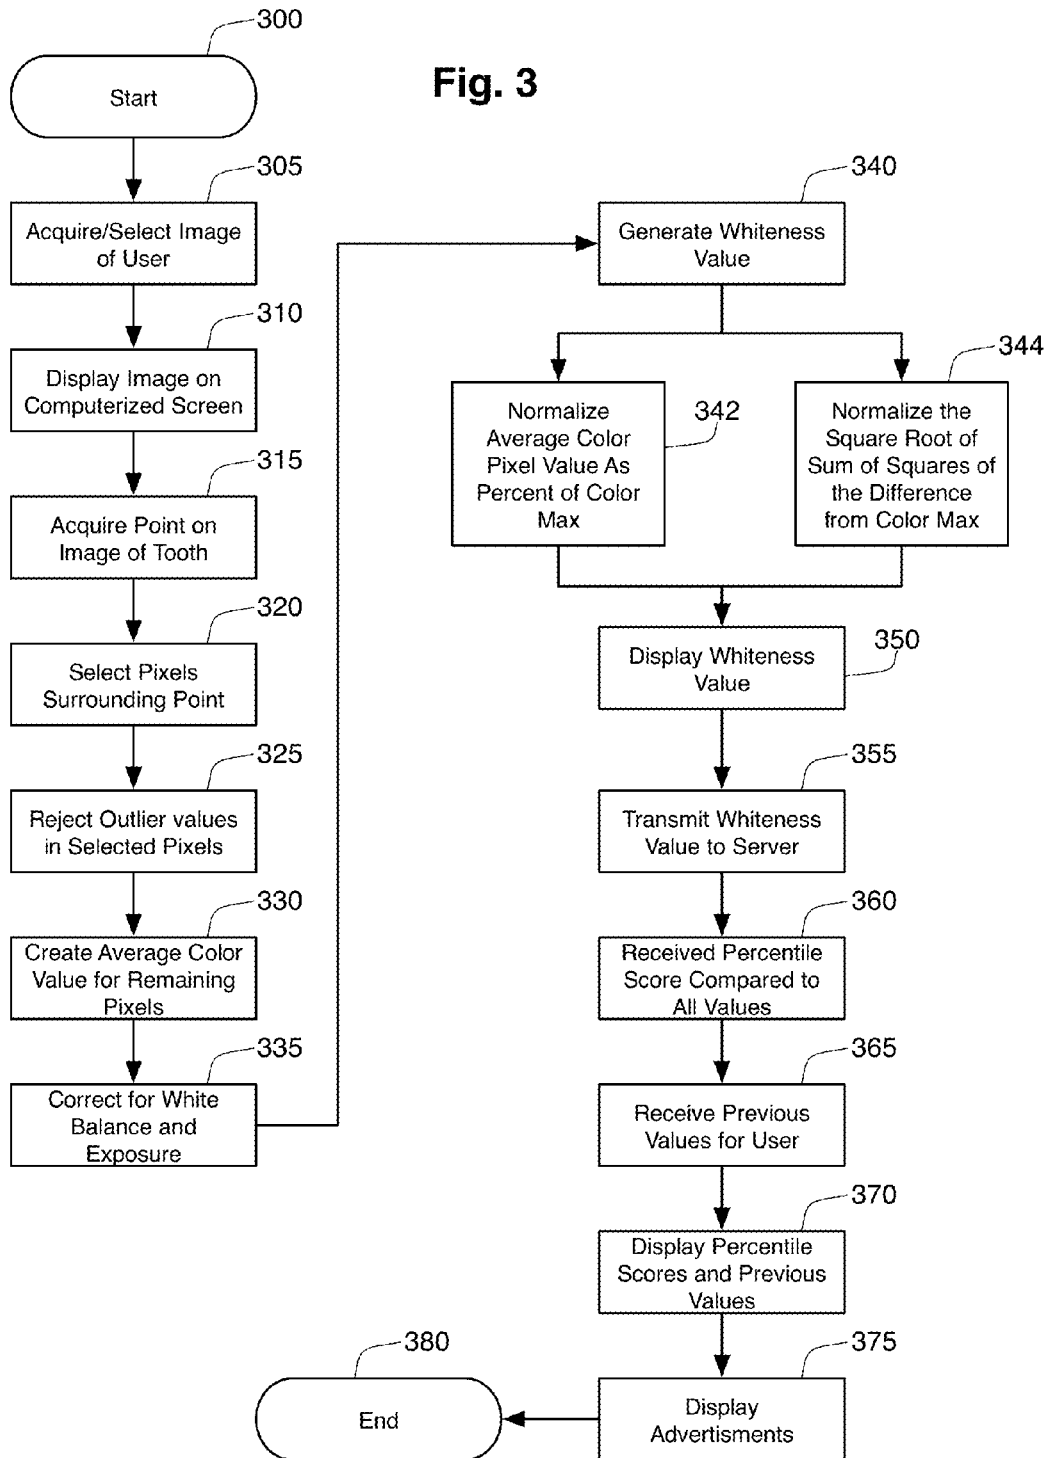 300
Start
Fig. 3
305
Acquire/Select Image
of User
310
Display Image on
Computerized Screen
315
Acquire Point on
Image of Tooth
320
Select Pixels
Surrounding Point
325
Reject Outlier values
in Selected Pixels
330
Create Average Color
Value for Remaining
Pixels
335
Correct for White
Balance and
Exposure
340
Generate Whiteness
Value
342
Normalize
Average Color
Pixel Value As
Percent of Color
Max
344
Normalize the
Square Root of
Sum of Squares of
the Difference
from Color Max
350
Display Whiteness
Value
355
Transmit Whiteness
Value to Server
360
Received Percentile
Score Compared to
All Values
365
Receive Previous
Values for User
370
Display Percentile
Scores and Previous
Values
375
Display
Advertisments
380
End